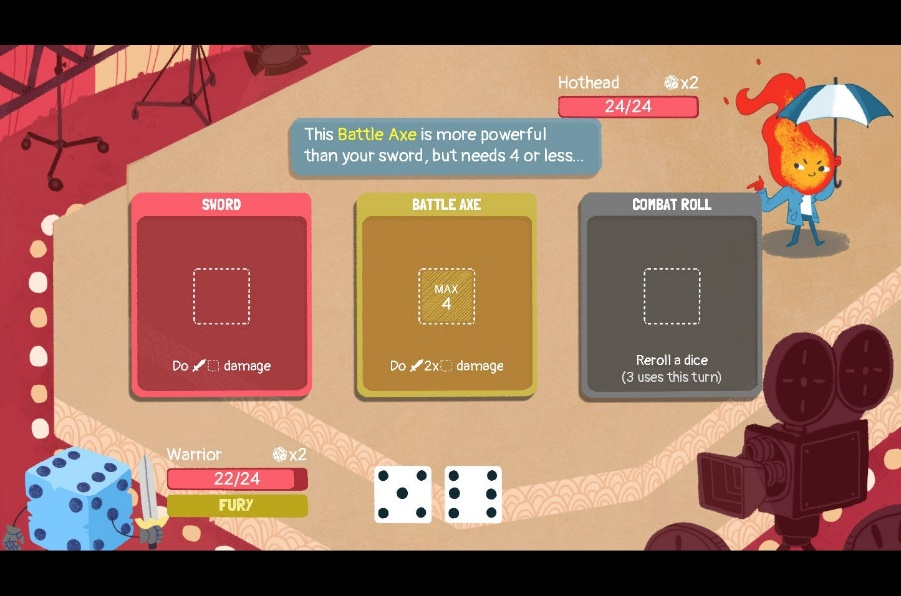 Hothead x2
24/24
This Battle Axe is more powerful
than your sword, but needs 4 or less...
SWORD
BATTLE AXE
COMBAT ROLL
MAX
4
Do damage
Do 2x damage
Reroll a dice
(3 uses this turn)
Warrior x2
22/24
FURY